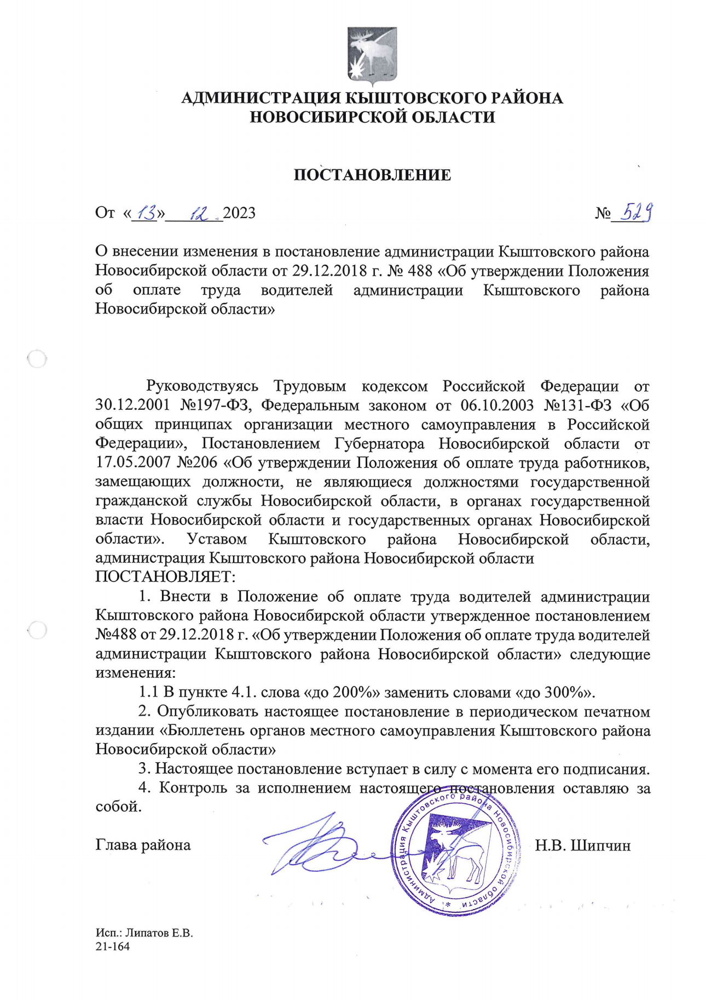 АДМИНИСТРАЦИЯ КЫШТОВСКОГО РАЙОНА
НОВОСИБИРСКОЙ ОБЛАСТИ
ПОСТАНОВЛЕНИЕ
От «13» 12.2023 № 529
О внесении изменения в постановление администрации Кыштовского района
Новосибирской области от 29.12.2018 г. № 488 «Об утверждении Положения
об оплате труда водителей администрации Кыштовского района
Новосибирской области»
Руководствуясь Трудовым кодексом Российской Федерации от
30.12.2001 №197-ФЗ, Федеральным законом от 06.10.2003 №131-ФЗ «Об
общих принципах организации местного самоуправления в Российской
Федерации», Постановлением Губернатора Новосибирской области от
17.05.2007 №206 «Об утверждении Положения об оплате труда работников,
замещающих должности, не являющиеся должностями государственной
гражданской службы Новосибирской области, в органах государственной
власти Новосибирской области и государственных органах Новосибирской
области». Уставом Кыштовского района Новосибирской области,
администрация Кыштовского района Новосибирской области
ПОСТАНОВЛЯЕТ:
1. Внести в Положение об оплате труда водителей администрации
Кыштовского района Новосибирской области утвержденное постановлением
№488 от 29.12.2018 г. «Об утверждении Положения об оплате труда водителей
администрации Кыштовского района Новосибирской области» следующие
изменения:
1.1 В пункте 4.1. слова «до 200%» заменить словами «до 300%».
2. Опубликовать настоящее постановление в периодическом печатном
издании «Бюллетень органов местного самоуправления Кыштовского района
Новосибирской области»
3. Настоящее постановление вступает в силу с момента его подписания.
4. Контроль за исполнением настоящего постановления оставляю за
собой.
Глава района Н.В. Шипчин
Администрация Кыштовского района Новосибирской области *
Исп.: Липатов Е.В.
21-164